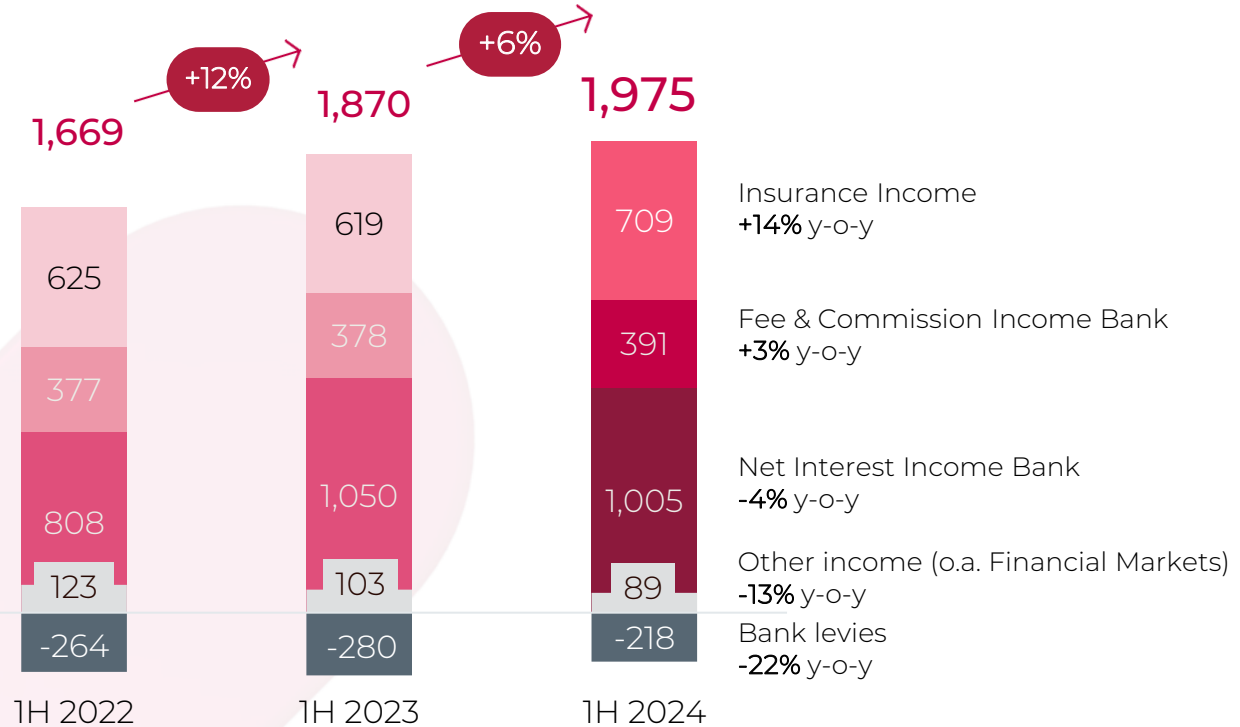 +12%
+6%
1,669
1,870
1,975
625
377
808
123
-264
619
378
1,050
103
-280
709
391
1,005
89
-218
Insurance Income
+14% y-o-y
Fee & Commission Income Bank
+3% y-o-y
Net Interest Income Bank
-4% y-o-y
Other income (o.a. Financial Markets)
-13% y-o-y
Bank levies
-22% y-o-y
1H 2022
1H 2023
1H 2024